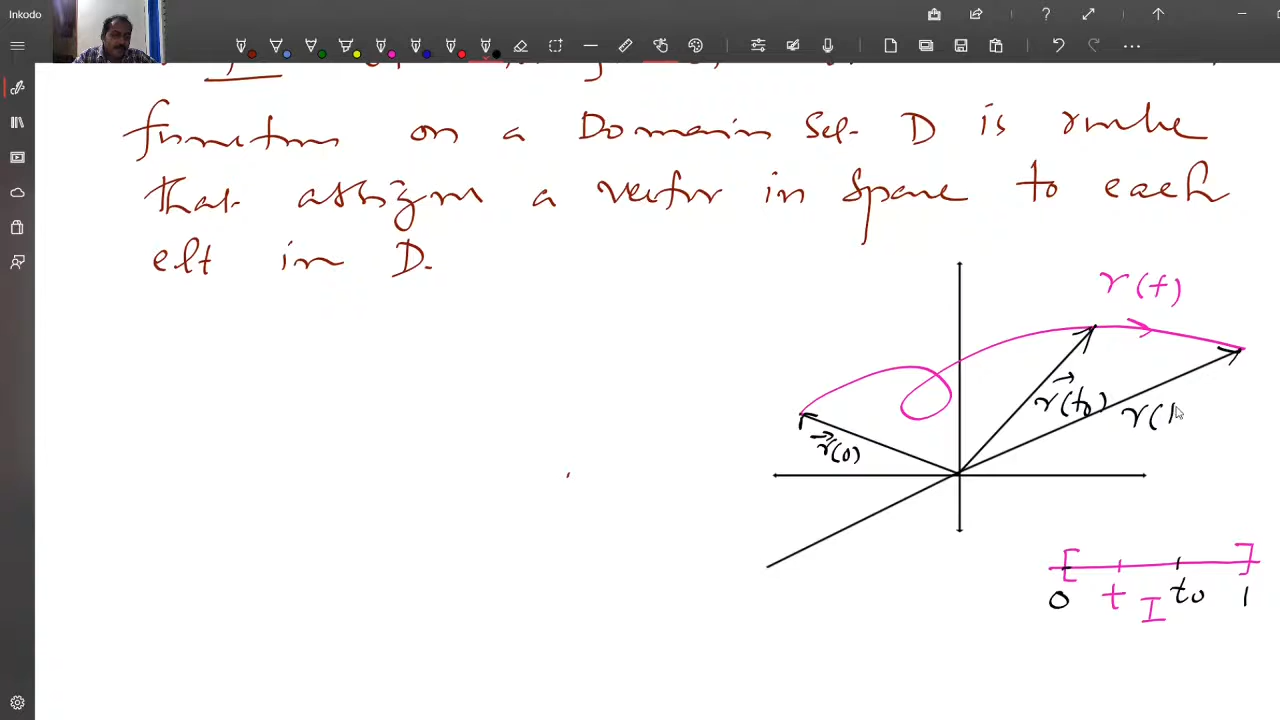 Inkodo
function on a Domain Set D is rule
that assign a vector in space to each
elt in D.
r(t)
r⃗(t₀)
r(1
r⃗(0)
[ ]
0 t I t₀ 1